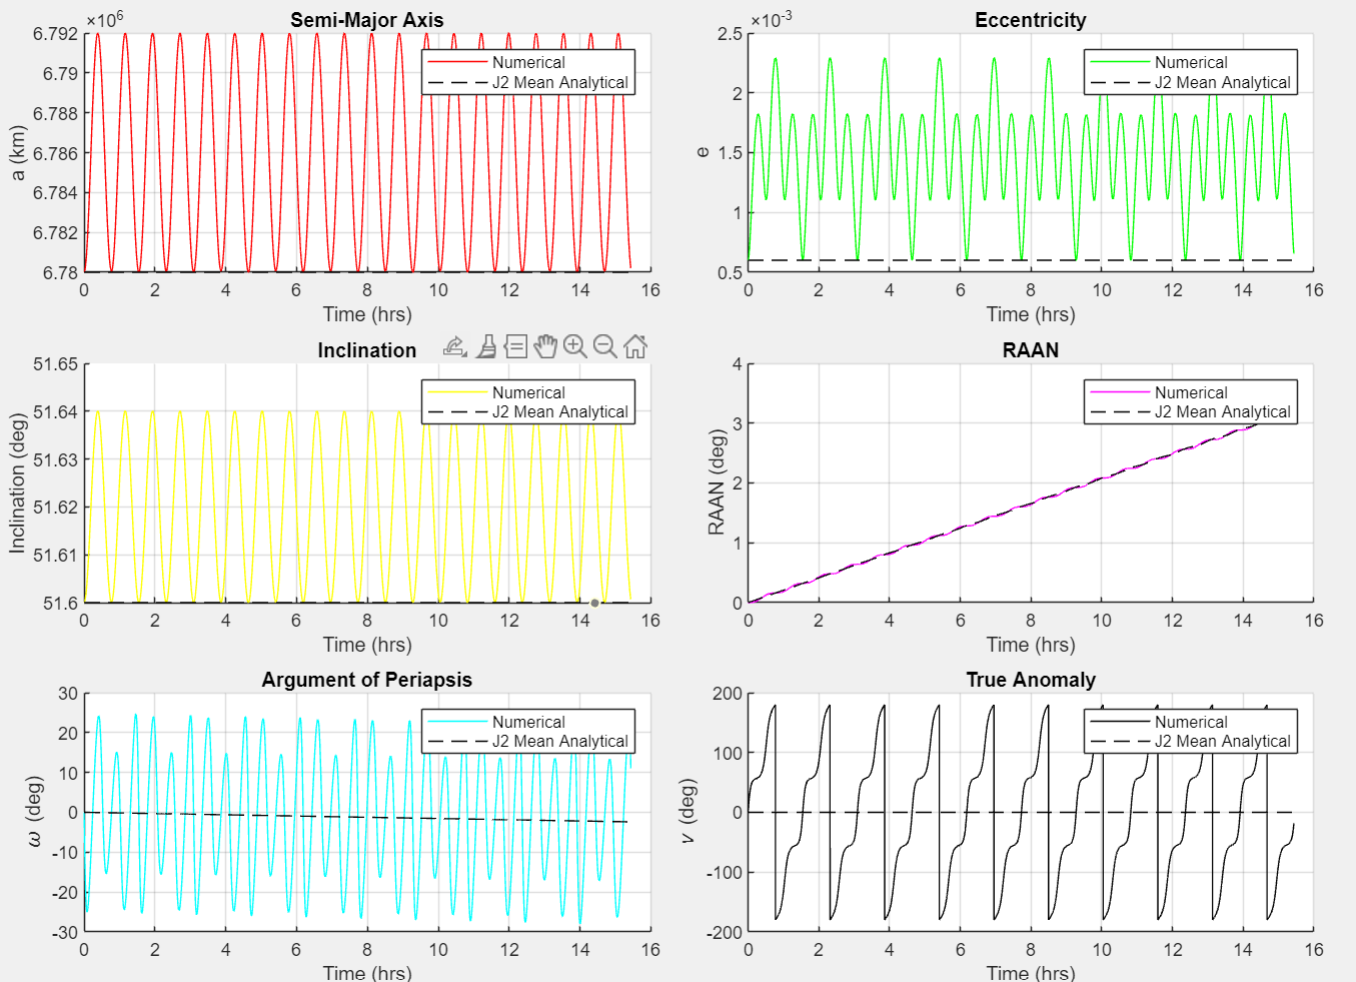 Semi-Major Axis
×10⁶
6.792
6.79
6.788
6.786
6.784
6.782
6.78
a (km)
0 2 4 6 8 10 12 14 16
Time (hrs)
Numerical
J2 Mean Analytical
Eccentricity
×10⁻³
2.5
2
1.5
1
0.5
e
0 2 4 6 8 10 12 14 16
Time (hrs)
Numerical
J2 Mean Analytical
Inclination
51.65
51.64
51.63
51.62
51.61
51.6
Inclination (deg)
0 2 4 6 8 10 12 14 16
Time (hrs)
Numerical
J2 Mean Analytical
RAAN
4
3
2
1
0
RAAN (deg)
0 2 4 6 8 10 12 14 16
Time (hrs)
Numerical
J2 Mean Analytical
Argument of Periapsis
30
20
10
0
-10
-20
-30
ω (deg)
0 2 4 6 8 10 12 14 16
Time (hrs)
Numerical
J2 Mean Analytical
True Anomaly
200
100
0
-100
-200
ν (deg)
0 2 4 6 8 10 12 14 16
Time (hrs)
Numerical
J2 Mean Analytical